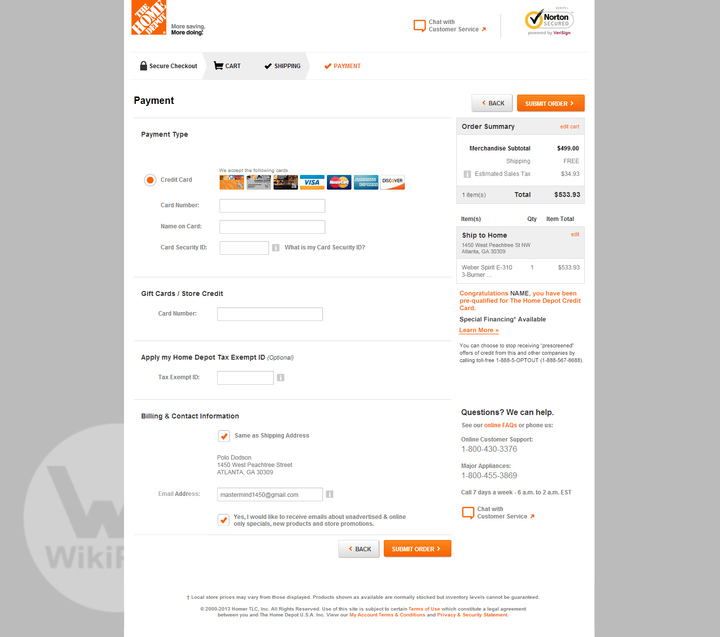 THE HOME DEPOT
More saving.
More doing.
Chat with
Customer Service
Norton
SECURED
powered by VeriSign
Secure Checkout
CART
SHIPPING
PAYMENT
Payment
BACK
SUBMIT ORDER
Payment Type
We accept the following cards
Credit Card
VISA
MasterCard
DISCOVER
Card Number:
Name on Card:
Card Security ID:
What is my Card Security ID?
Gift Cards / Store Credit
Card Number:
Apply my Home Depot Tax Exempt ID (Optional)
Tax Exempt ID:
Billing & Contact Information
Same as Shipping Address
Polo Dodson
1450 West Peachtree Street
ATLANTA, GA 30309
Email Address:
mastermind1450@gmail.com
Yes, I would like to receive emails about unadvertised & online
only specials, new products and store promotions.
BACK
SUBMIT ORDER
Order Summary
edit cart
Merchandise Subtotal $499.00
Shipping FREE
Estimated Sales Tax $34.93
1 item(s) Total $533.93
Item(s) Qty Item Total
Ship to Home edit
1450 West Peachtree St NW
Atlanta, GA 30309
Weber Spirit E-310 1 $533.93
3-Burner ...
Congratulations NAME, you have been
pre-qualified for The Home Depot Credit
Card.
Special Financing* Available
Learn More »
You can choose to stop receiving "prescreened"
offers of credit from this and other companies by
calling toll-free 1-888-5-OPTOUT (1-888-567-8688).
Questions? We can help.
See our online FAQs or phone us:
Online Customer Support:
1-800-430-3376
Major Appliances:
1-800-455-3869
Call 7 days a week - 6 a.m. to 2 a.m. EST
Chat with
Customer Service
† Local store prices may vary from those displayed. Products shown as available are normally stocked but inventory levels cannot be guaranteed.
© 2000-2013 Homer TLC, Inc. All Rights Reserved. Use of this site is subject to certain Terms of Use which constitute a legal agreement
between you and The Home Depot U.S.A. Inc. View our My Account Terms & Conditions and Privacy & Security Statement.